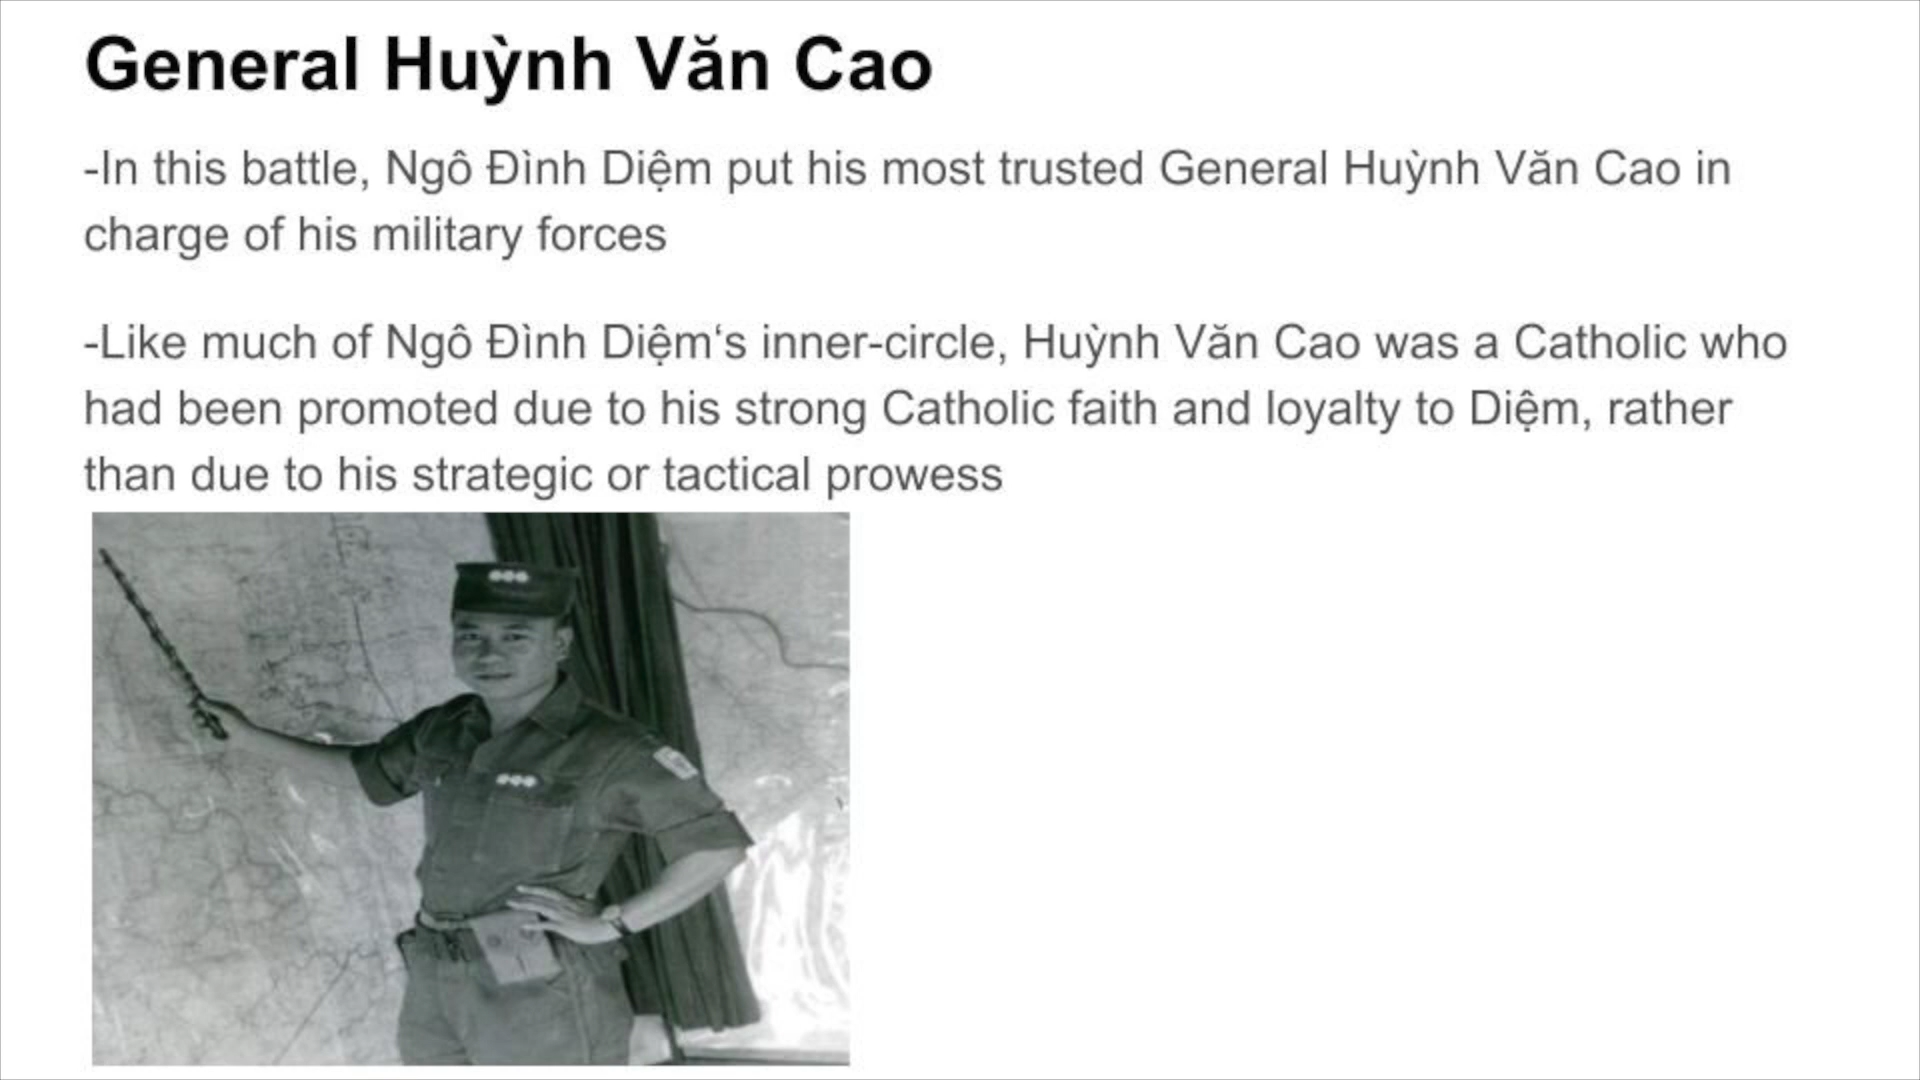 General Huỳnh Văn Cao
-In this battle, Ngô Đình Diệm put his most trusted General Huỳnh Văn Cao in
charge of his military forces
-Like much of Ngô Đình Diệm‘s inner-circle, Huỳnh Văn Cao was a Catholic who
had been promoted due to his strong Catholic faith and loyalty to Diệm, rather
than due to his strategic or tactical prowess